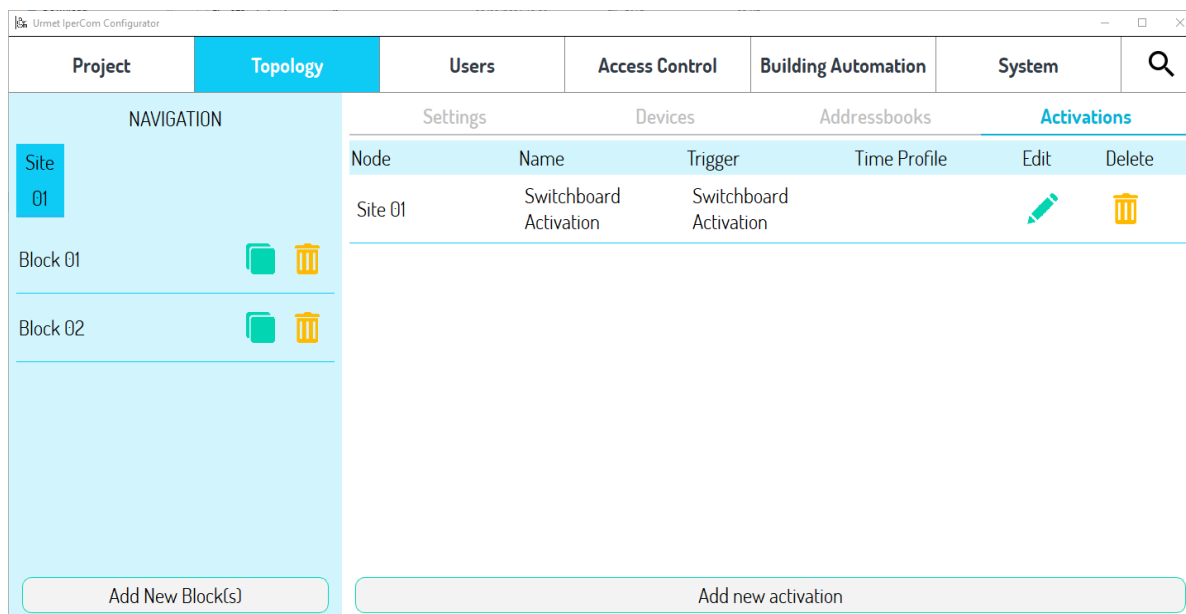 Urmet IperCom Configurator
Project Topology Users Access Control Building Automation System
NAVIGATION
Settings Devices Addressbooks Activations
Site
01
Node Name Trigger Time Profile Edit Delete
Site 01
Switchboard
Activation
Switchboard
Activation
Block 01
Block 02
Add New Block(s)
Add new activation